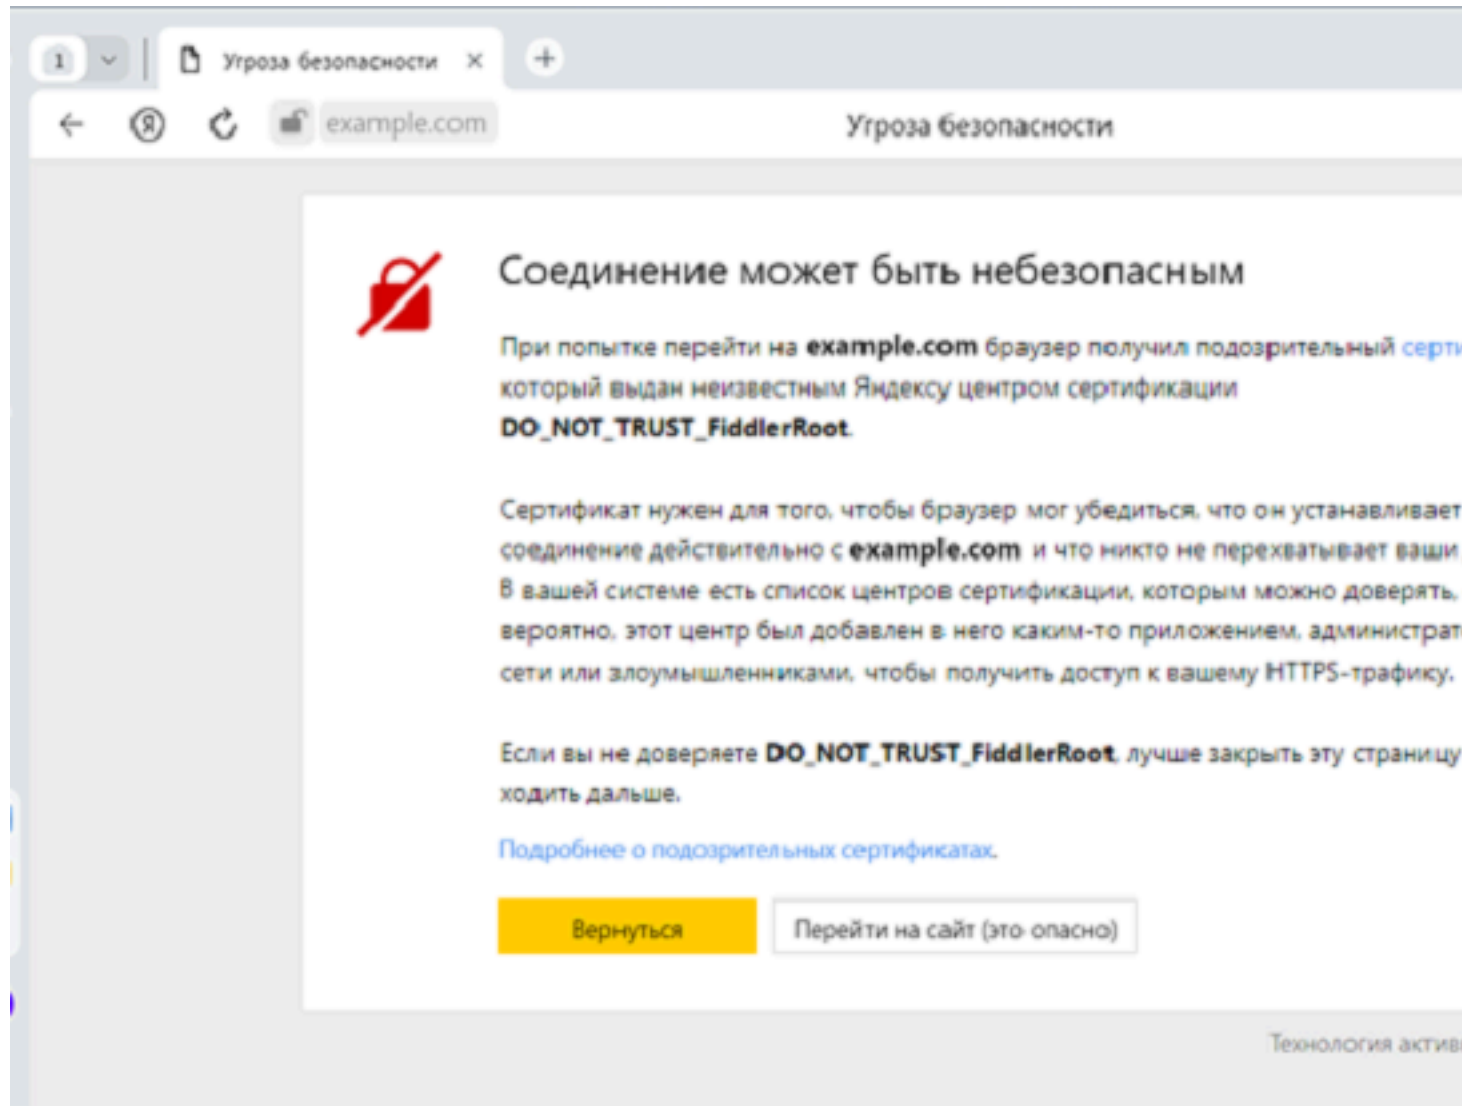 1
Угроза безопасности
example.com
Угроза безопасности
Соединение может быть небезопасным
При попытке перейти на example.com браузер получил подозрительный серти
который выдан неизвестным Яндексу центром сертификации
DO_NOT_TRUST_FiddlerRoot.
Сертификат нужен для того, чтобы браузер мог убедиться, что он устанавливает
соединение действительно с example.com и что никто не перехватывает ваши
В вашей системе есть список центров сертификации, которым можно доверять,
вероятно, этот центр был добавлен в него каким-то приложением, администрат
сети или злоумышленниками, чтобы получить доступ к вашему HTTPS-трафику.
Если вы не доверяете DO_NOT_TRUST_FiddlerRoot, лучше закрыть эту страницу
ходить дальше.
Подробнее о подозрительных сертификатах.
Вернуться
Перейти на сайт (это опасно)
Технология актив